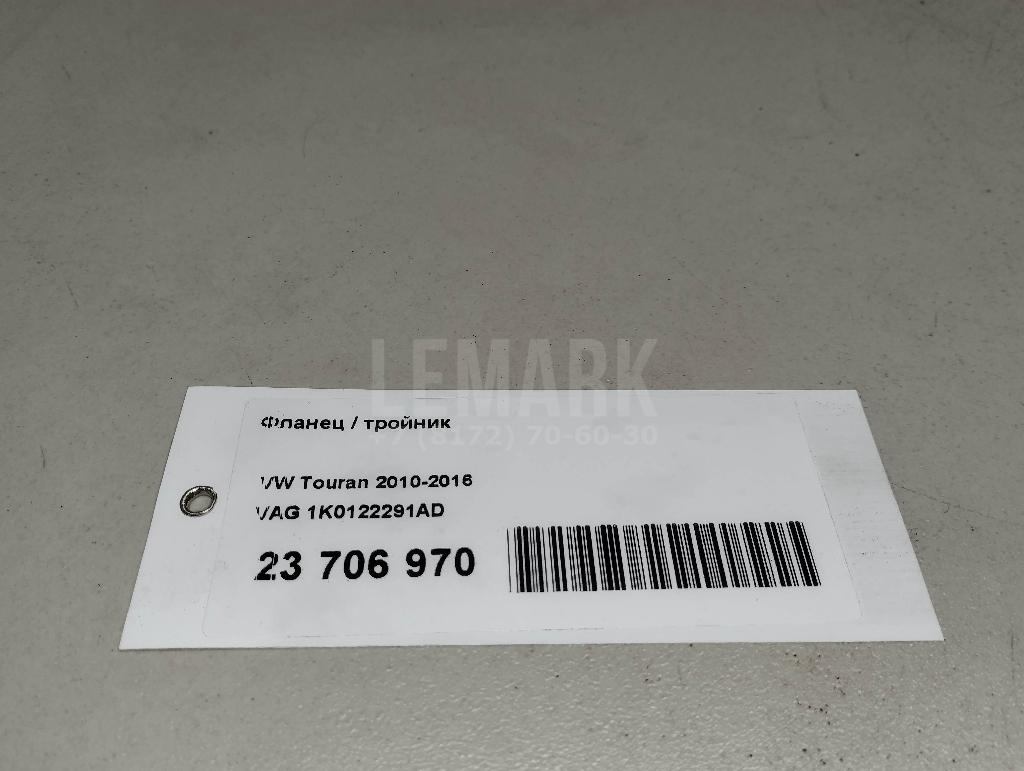 LEMARK
Фланец / тройник
+7 (8172) 70-60-30
VW Touran 2010-2016
VAG 1K0122291AD
23 706 970